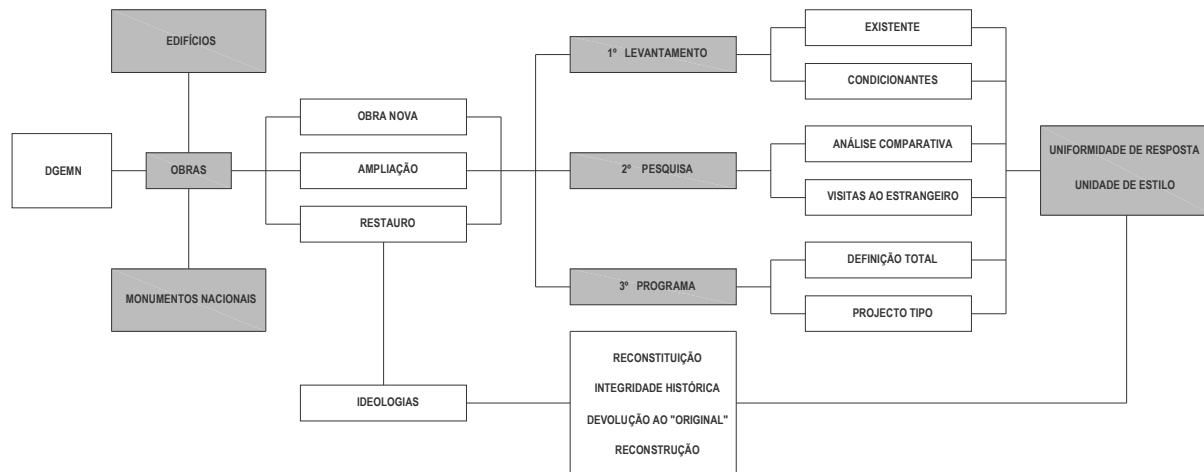 EDIFÍCIOS
DGEMN
OBRAS
MONUMENTOS NACIONAIS
OBRA NOVA
AMPLIAÇÃO
RESTAURO
IDEOLOGIAS
1º LEVANTAMENTO
2º PESQUISA
3º PROGRAMA
RECONSTITUIÇÃO
INTEGRIDADE HISTÓRICA
DEVOLUÇÃO AO "ORIGINAL"
RECONSTRUÇÃO
EXISTENTE
CONDICIONANTES
ANÁLISE COMPARATIVA
VISITAS AO ESTRANGEIRO
DEFINIÇÃO TOTAL
PROJECTO TIPO
UNIFORMIDADE DE RESPOSTA
UNIDADE DE ESTILO